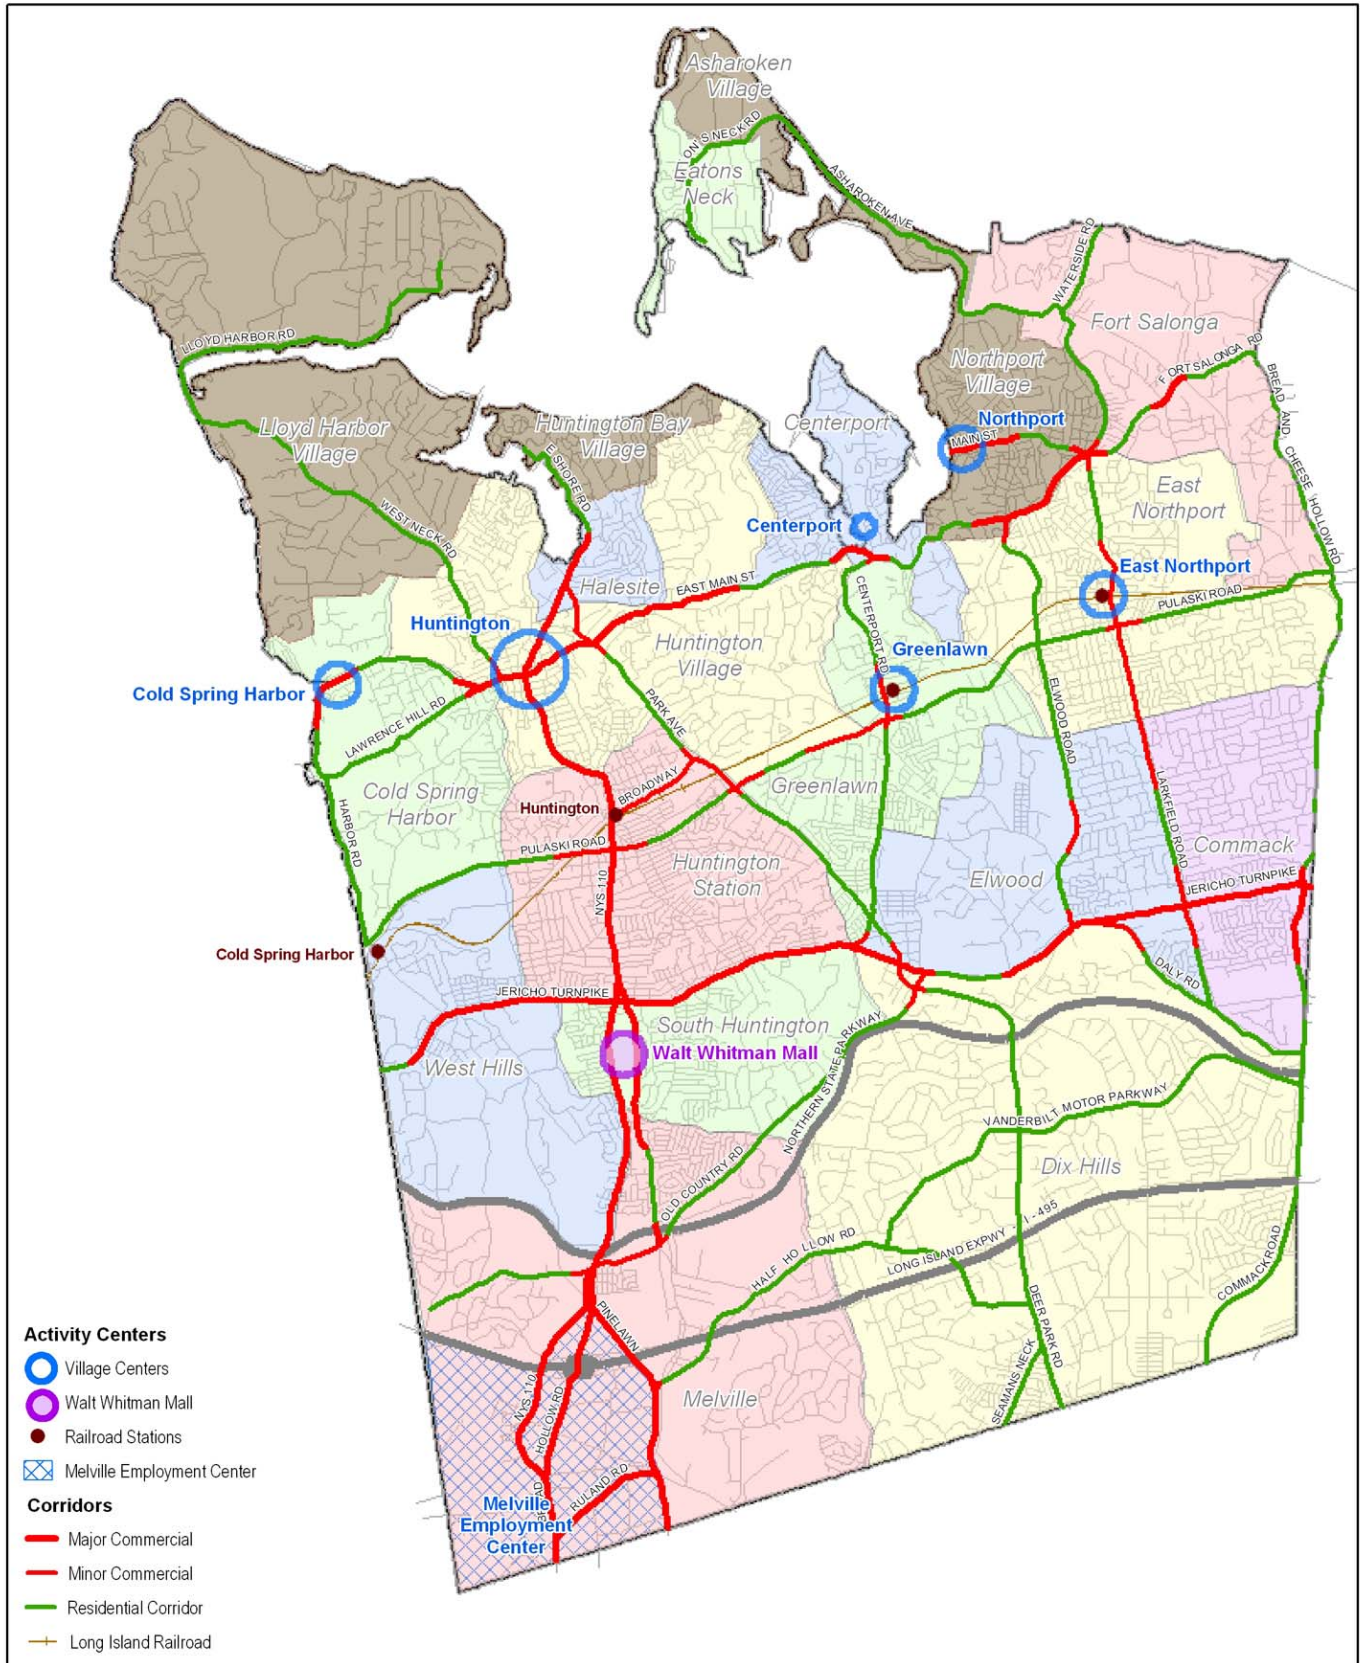 Asharoken
Village
ON'S NECK RD
Eatons
Neck
ASHAROKEN AVE
WATERSIDE RD
LLOYD HARBOR RD
Fort Salonga
FORT SALONGA RD
Northport
Village
BREAD AND CHEESE HOLLOW RD
Lloyd Harbor
Village
Huntington Bay
Village
Centerport
Northport
MAIN ST
E SHORE RD
WEST NECK RD
East
Northport
Centerport
East Northport
Halesite
EAST MAIN ST
CENTERPORT RD
PULASKI ROAD
Huntington
Huntington
Village
Greenlawn
Cold Spring Harbor
LAWRENCE HILL RD
PARK AVE
ELWOOD ROAD
Cold Spring
Harbor
HARBOR RD
Huntington
BROADWAY
Greenlawn
LARKFIELD ROAD
Commack
PULASKI ROAD
Huntington
Station
Elwood
NYS 110
JERICHO TURNPIKE
Cold Spring Harbor
DALY RD
JERICHO TURNPIKE
South Huntington
Walt Whitman Mall
West Hills
NORTHERN STATE PARKWAY
VANDERBILT MOTOR PARKWAY
Dix Hills
OLD COUNTRY RD
HALF HOLLOW RD
LONG ISLAND EXPWY - I - 495
COMMACK ROAD
DEER PARK RD
SEAMANS NECK
PINELAWN
Melville
NYS 110
HOLLOW RD
RULAND RD
Melville
Employment
Center
Activity Centers
Village Centers
Walt Whitman Mall
Railroad Stations
Melville Employment Center
Corridors
Major Commercial
Minor Commercial
Residential Corridor
Long Island Railroad